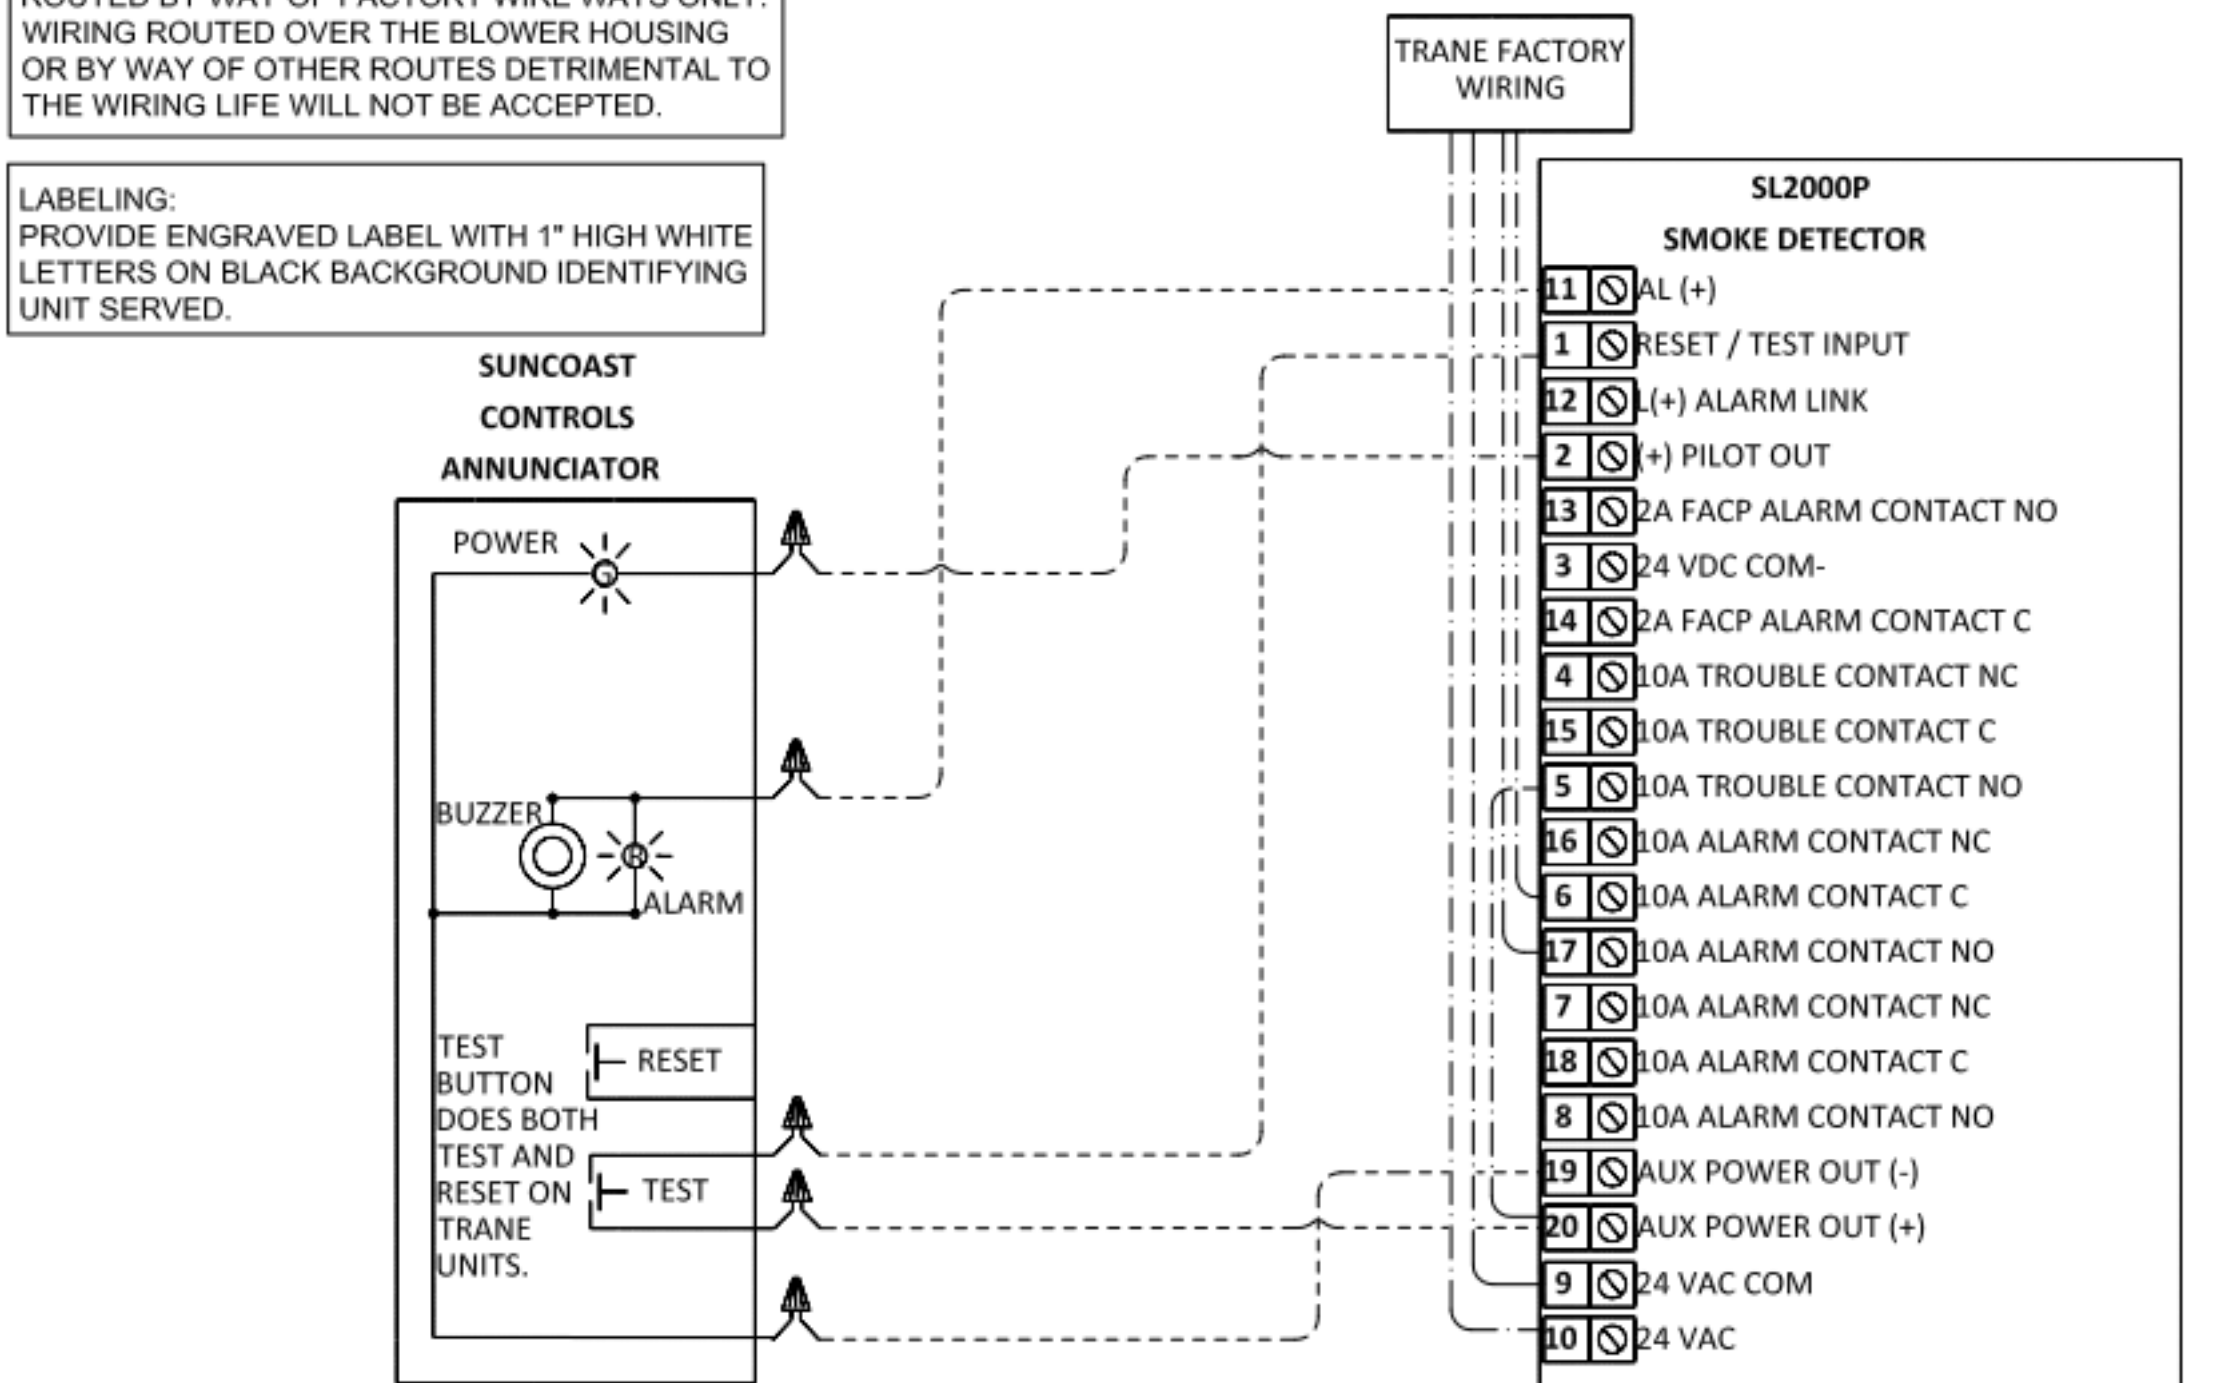 ROUTED BY WAY OF FACTORY WIRE WAYS ONLY.
WIRING ROUTED OVER THE BLOWER HOUSING
OR BY WAY OF OTHER ROUTES DETRIMENTAL TO
THE WIRING LIFE WILL NOT BE ACCEPTED.
LABELING:
PROVIDE ENGRAVED LABEL WITH 1" HIGH WHITE
LETTERS ON BLACK BACKGROUND IDENTIFYING
UNIT SERVED.
SUNCOAST
CONTROLS
ANNUNCIATOR
POWER
G
BUZZER
R
ALARM
TEST
BUTTON
DOES BOTH
TEST AND
RESET ON
TRANE
UNITS.
RESET
TEST
TRANE FACTORY
WIRING
SL2000P
SMOKE DETECTOR
11 AL (+)
1 RESET / TEST INPUT
12 L(+) ALARM LINK
2 (+) PILOT OUT
13 2A FACP ALARM CONTACT NO
3 24 VDC COM-
14 2A FACP ALARM CONTACT C
4 10A TROUBLE CONTACT NC
15 10A TROUBLE CONTACT C
5 10A TROUBLE CONTACT NO
16 10A ALARM CONTACT NC
6 10A ALARM CONTACT C
17 10A ALARM CONTACT NO
7 10A ALARM CONTACT NC
18 10A ALARM CONTACT C
8 10A ALARM CONTACT NO
19 AUX POWER OUT (-)
20 AUX POWER OUT (+)
9 24 VAC COM
10 24 VAC